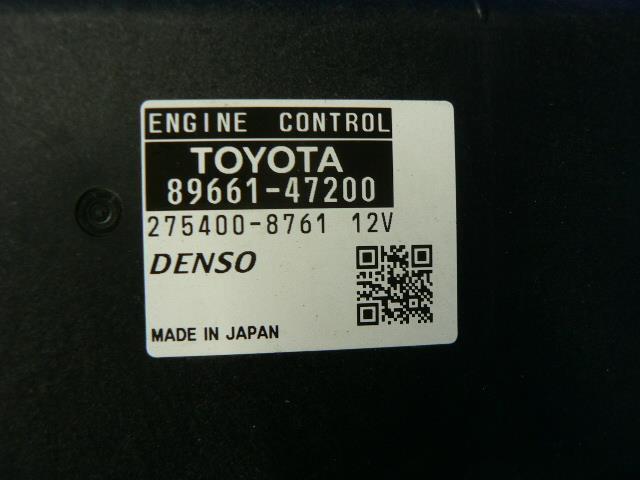 ENGINE CONTROL
TOYOTA
89661-47200
275400-8761 12V
DENSO
MADE IN JAPAN